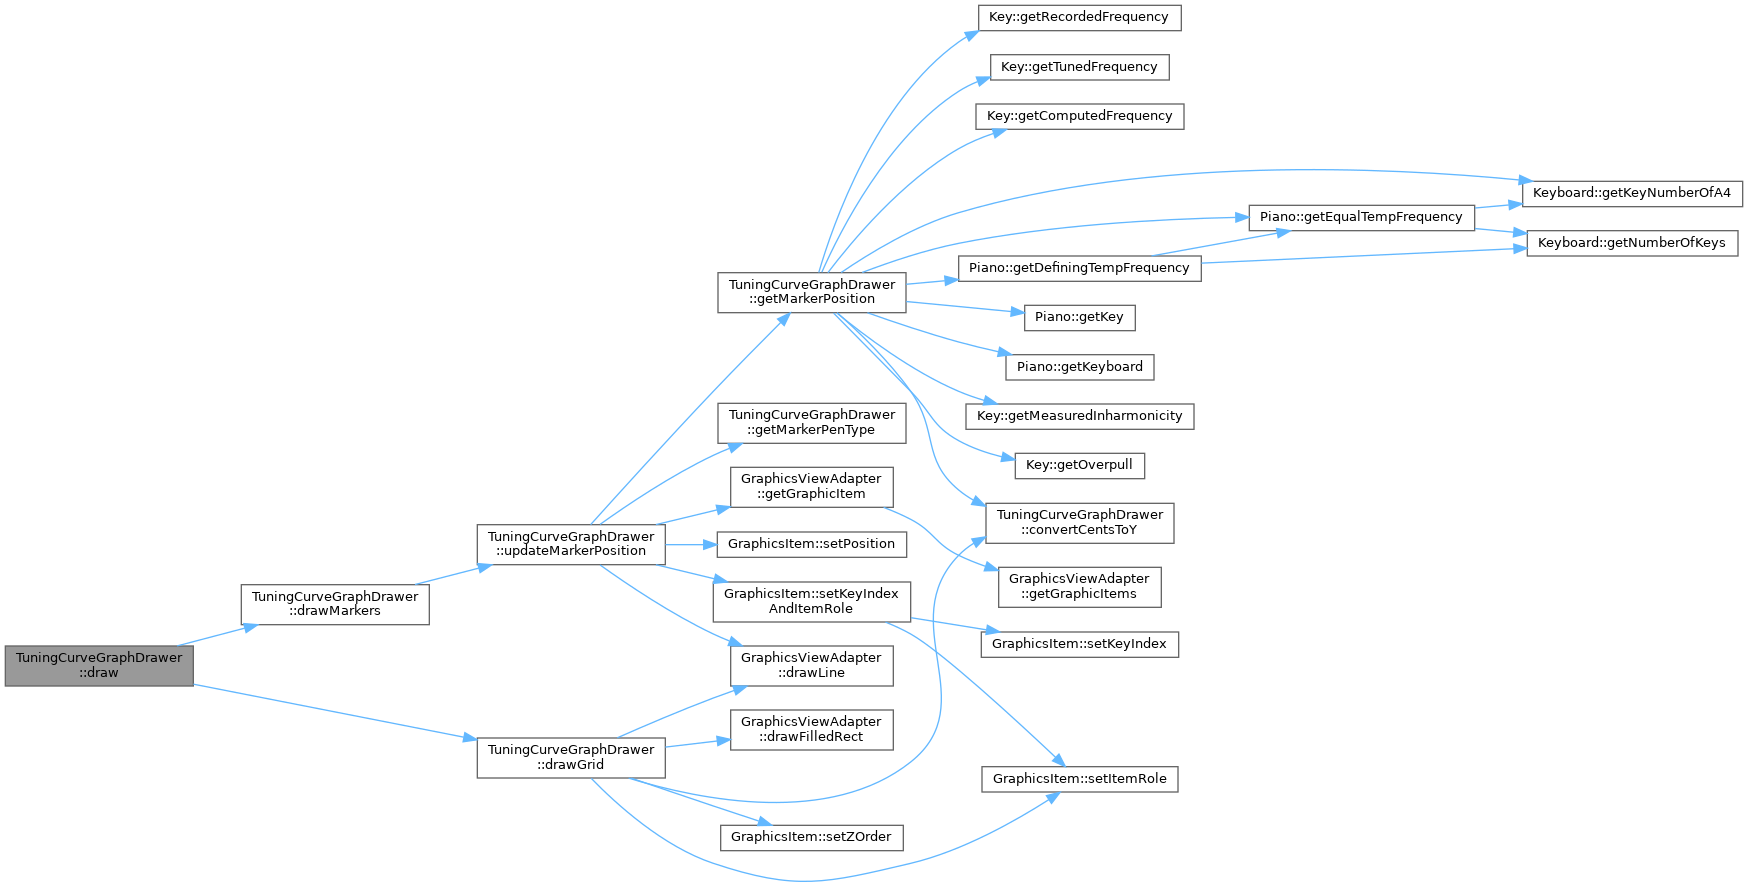 TuningCurveGraphDrawer
::draw
TuningCurveGraphDrawer
::drawMarkers
TuningCurveGraphDrawer
::updateMarkerPosition
TuningCurveGraphDrawer
::getMarkerPosition
Key::getRecordedFrequency
Key::getTunedFrequency
Key::getComputedFrequency
Keyboard::getKeyNumberOfA4
Piano::getEqualTempFrequency
Keyboard::getNumberOfKeys
Piano::getDefiningTempFrequency
Piano::getKey
Piano::getKeyboard
Key::getMeasuredInharmonicity
Key::getOverpull
TuningCurveGraphDrawer
::convertCentsToY
TuningCurveGraphDrawer
::getMarkerPenType
GraphicsViewAdapter
::getGraphicItem
GraphicsViewAdapter
::getGraphicItems
GraphicsItem::setPosition
GraphicsItem::setKeyIndex
AndItemRole
GraphicsItem::setKeyIndex
GraphicsItem::setItemRole
GraphicsViewAdapter
::drawLine
TuningCurveGraphDrawer
::drawGrid
GraphicsViewAdapter
::drawFilledRect
GraphicsItem::setZOrder